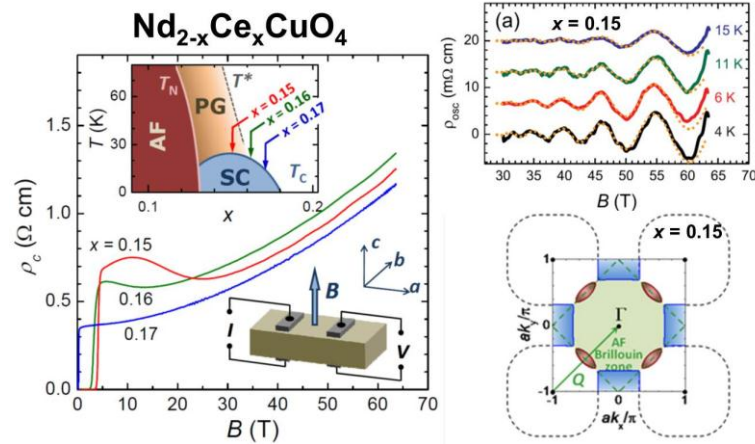 Nd2-xCexCuO4
ρc (Ω cm)
1.5
1.0
0.5
0.0
0 10 20 30 40 50 60 70
B (T)
T (K)
60
30
0
0.1
x
0.2
TN
AF
PG
T*
x = 0.15
x = 0.16
x = 0.17
SC
TC
x = 0.15
0.16
0.17
c
b
a
B
I
V
(a) x = 0.15
ρosc (mΩ cm)
20
10
0
15 K
11 K
6 K
4 K
30 35 40 45 50 55 60 65 70
B (T)
x = 0.15
aky/π
1
0
-1
Γ
AF
Brillouin
zone
Q
-1 0 1
akx/π